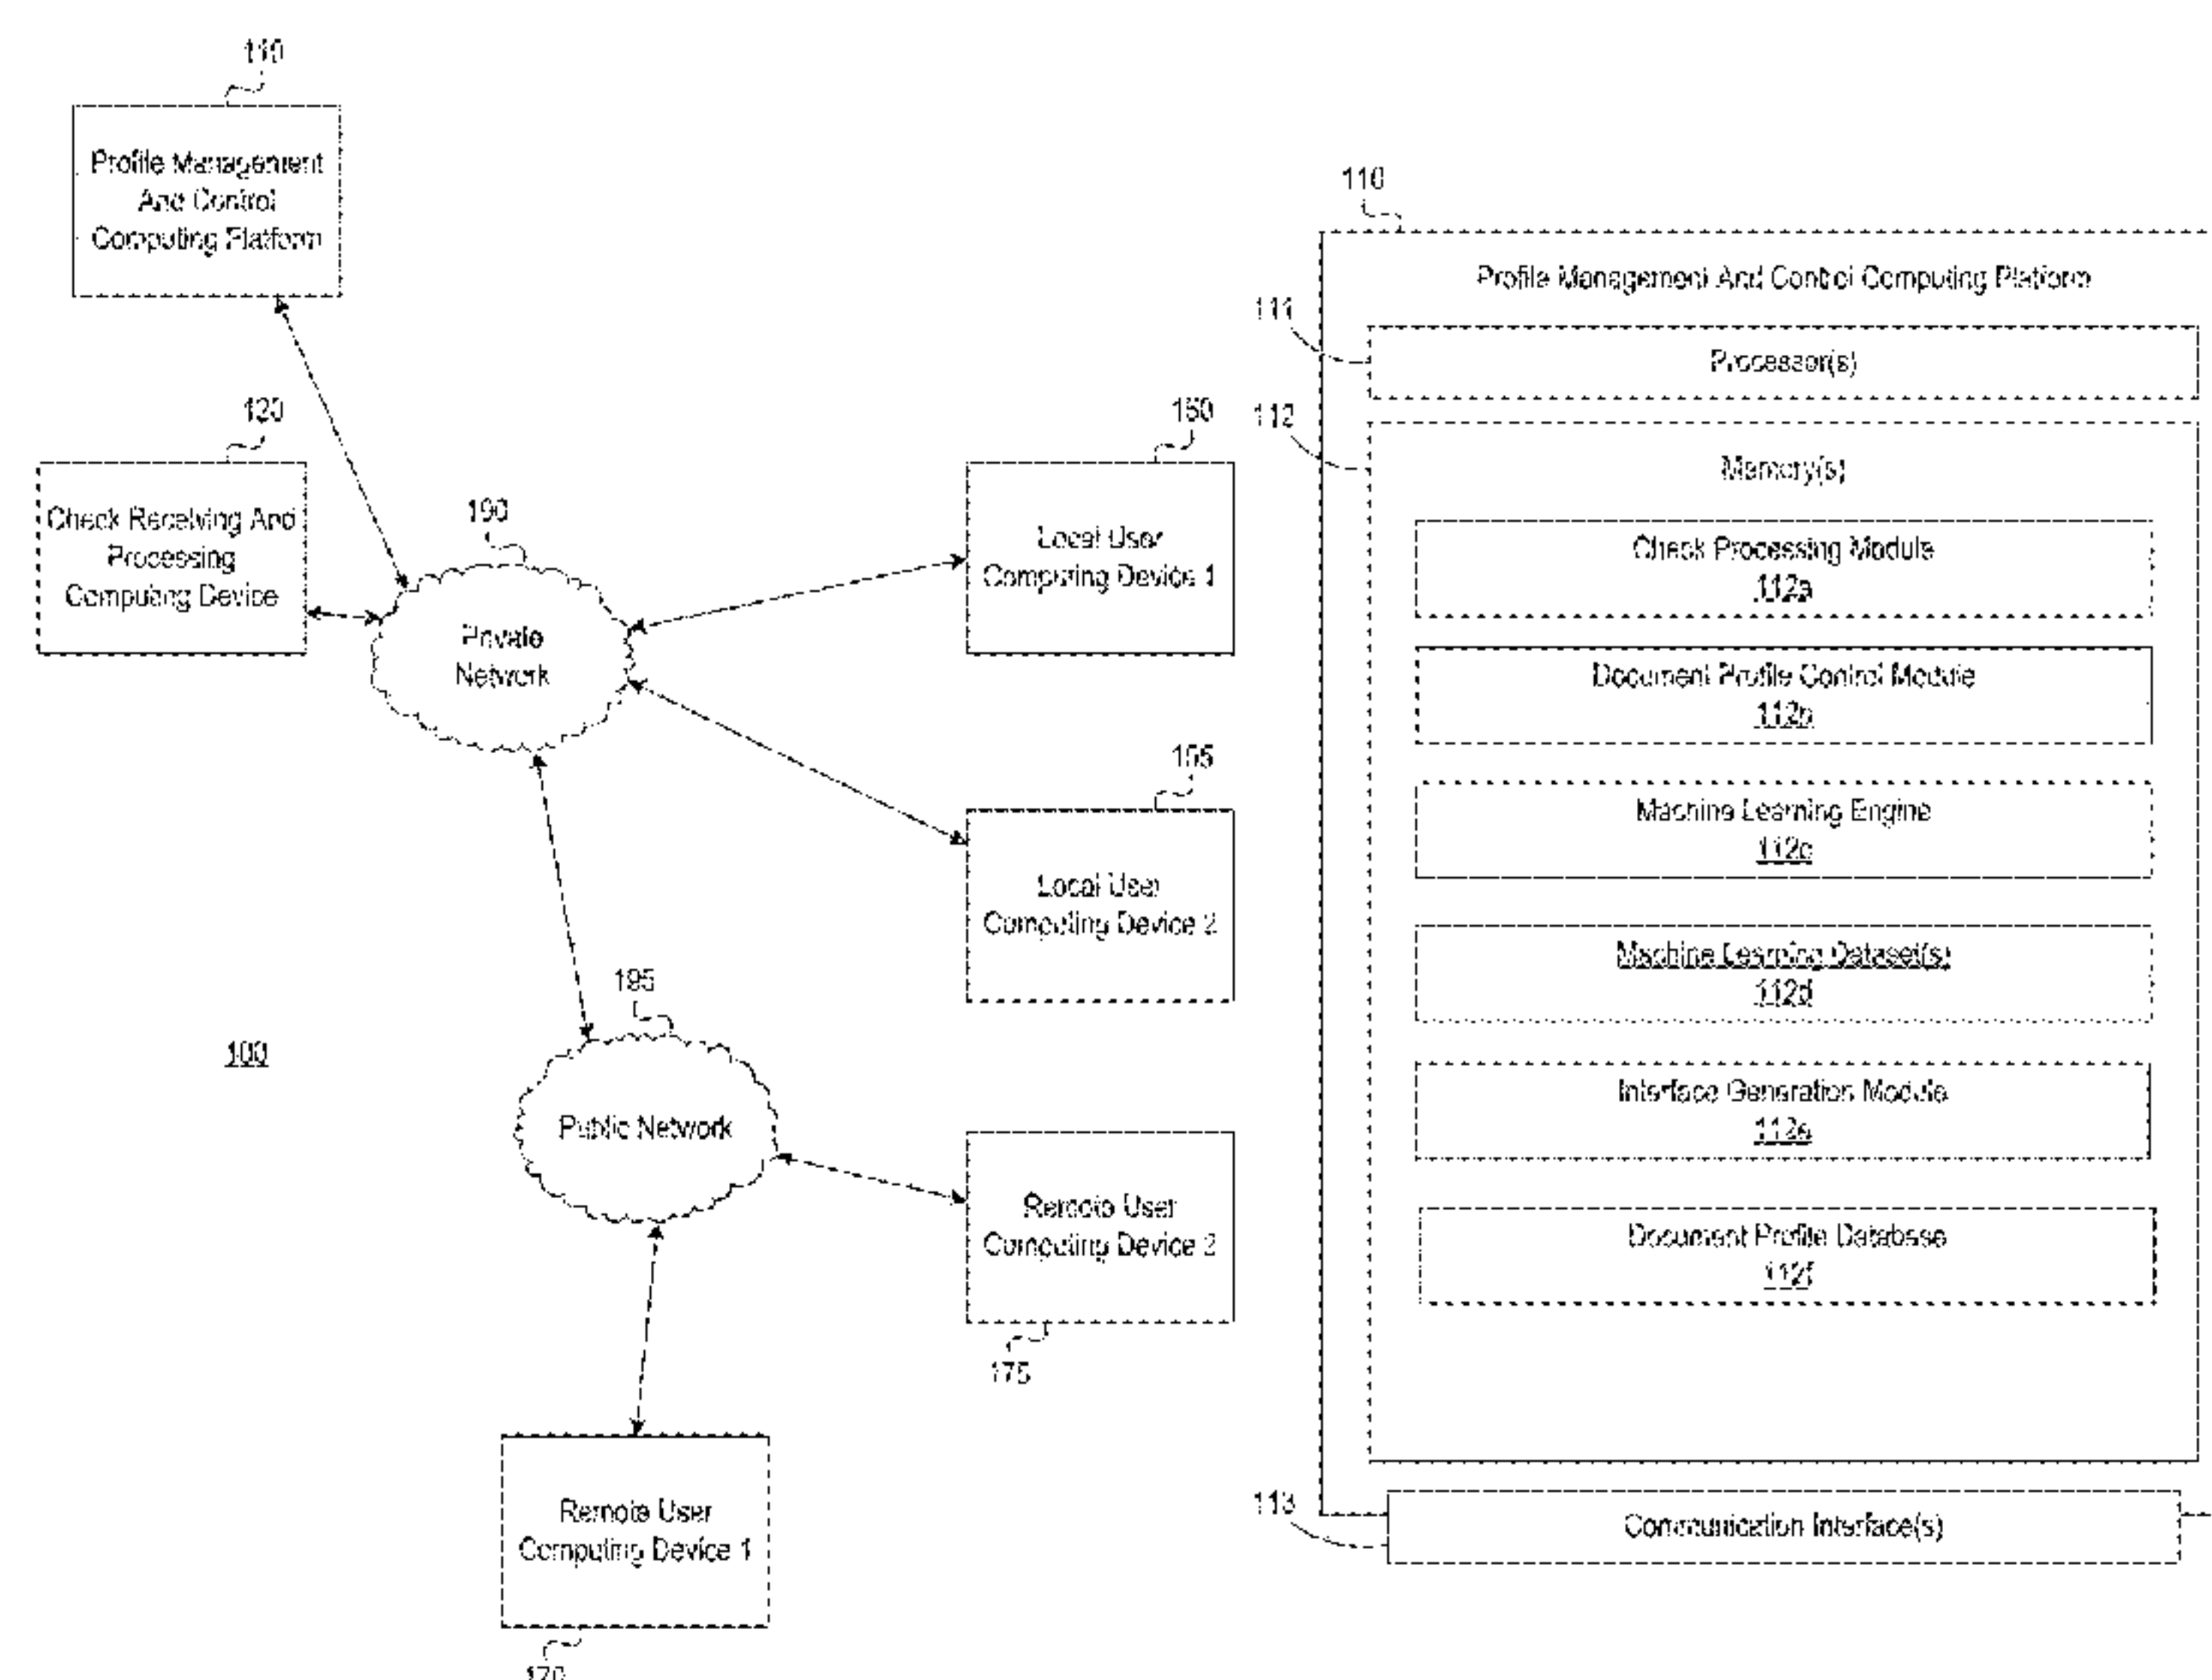 110
Profile Management
And Control
Computing Platform
120
Check Receiving And
Processing
Computing Device
190
Private
Network
150
Local User
Computing Device 1
155
Local User
Computing Device 2
195
Public Network
100
Remote User
Computing Device 2
175
Remote User
Computing Device 1
170
110
Profile Management And Control Computing Platform
111
Processor(s)
112
Memory(s)
Check Processing Module
112a
Document Profile Control Module
112b
Machine Learning Engine
112c
Machine Learning Dataset(s)
112d
Interface Generation Module
112e
Document Profile Database
112f
113
Communication Interface(s)